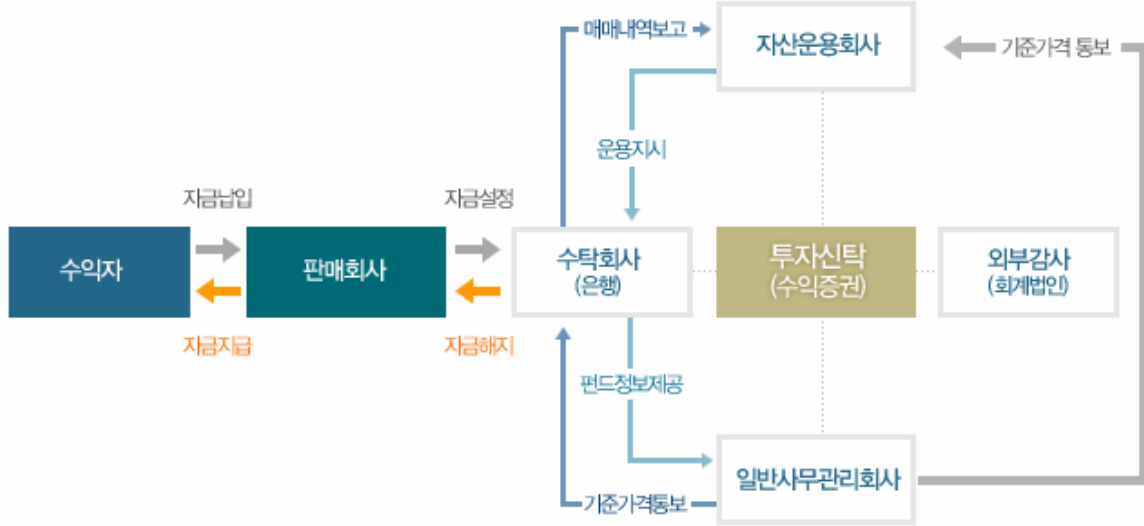 매매내역보고
자산운용회사
기준가격 통보
운용지시
자금납입
자금설정
수익자
판매회사
수탁회사
(은행)
투자신탁
(수익증권)
외부감사
(회계법인)
자금지급
자금해지
펀드정보제공
일반사무관리회사
기준가격통보